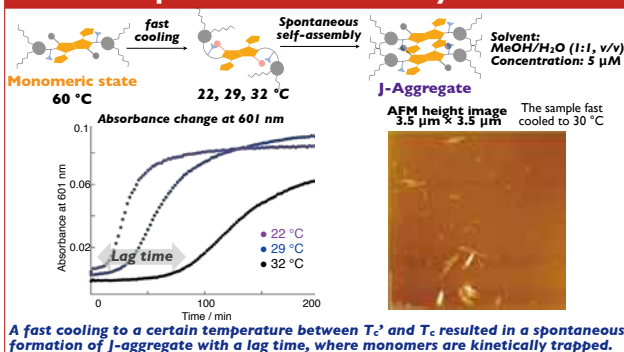 fast
cooling
Spontaneous
self-assembly
Solvent:
MeOH/H₂O (1:1, v/v)
Concentration: 5 μM
Monomeric state
60 °C
22, 29, 32 °C
J-Aggregate
Absorbance change at 601 nm
AFM height image
3.5 μm × 3.5 μm
The sample fast
cooled to 30 °C
0.1
0.06
0.02
Absorbance at 601 nm
Lag time
22 °C
29 °C
32 °C
0 100 200
Time / min
A fast cooling to a certain temperature between Tc' and Tc resulted in a spontaneous
formation of J-aggregate with a lag time, where monomers are kinetically trapped.